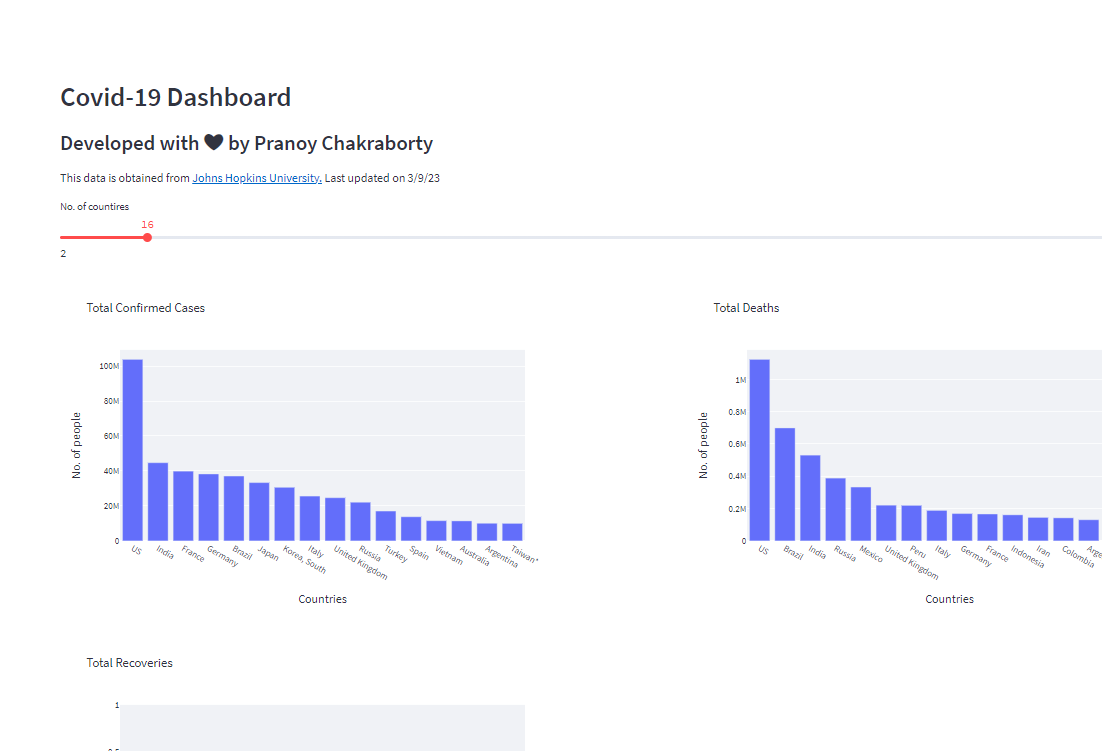 Covid-19 Dashboard
Developed with 🖤 by Pranoy Chakraborty
This data is obtained from Johns Hopkins University. Last updated on 3/9/23
No. of countires
16
2
Total Confirmed Cases
No. of people
100M
80M
60M
40M
20M
0
US
India
France
Germany
Brazil
Japan
Korea, South
Italy
United Kingdom
Russia
Turkey
Spain
Vietnam
Australia
Argentina
Taiwan*
Countries
Total Deaths
No. of people
1M
0.8M
0.6M
0.4M
0.2M
0
US
Brazil
India
Russia
Mexico
United Kingdom
Peru
Italy
Germany
France
Indonesia
Iran
Colombia
Arge
Countries
Total Recoveries
1